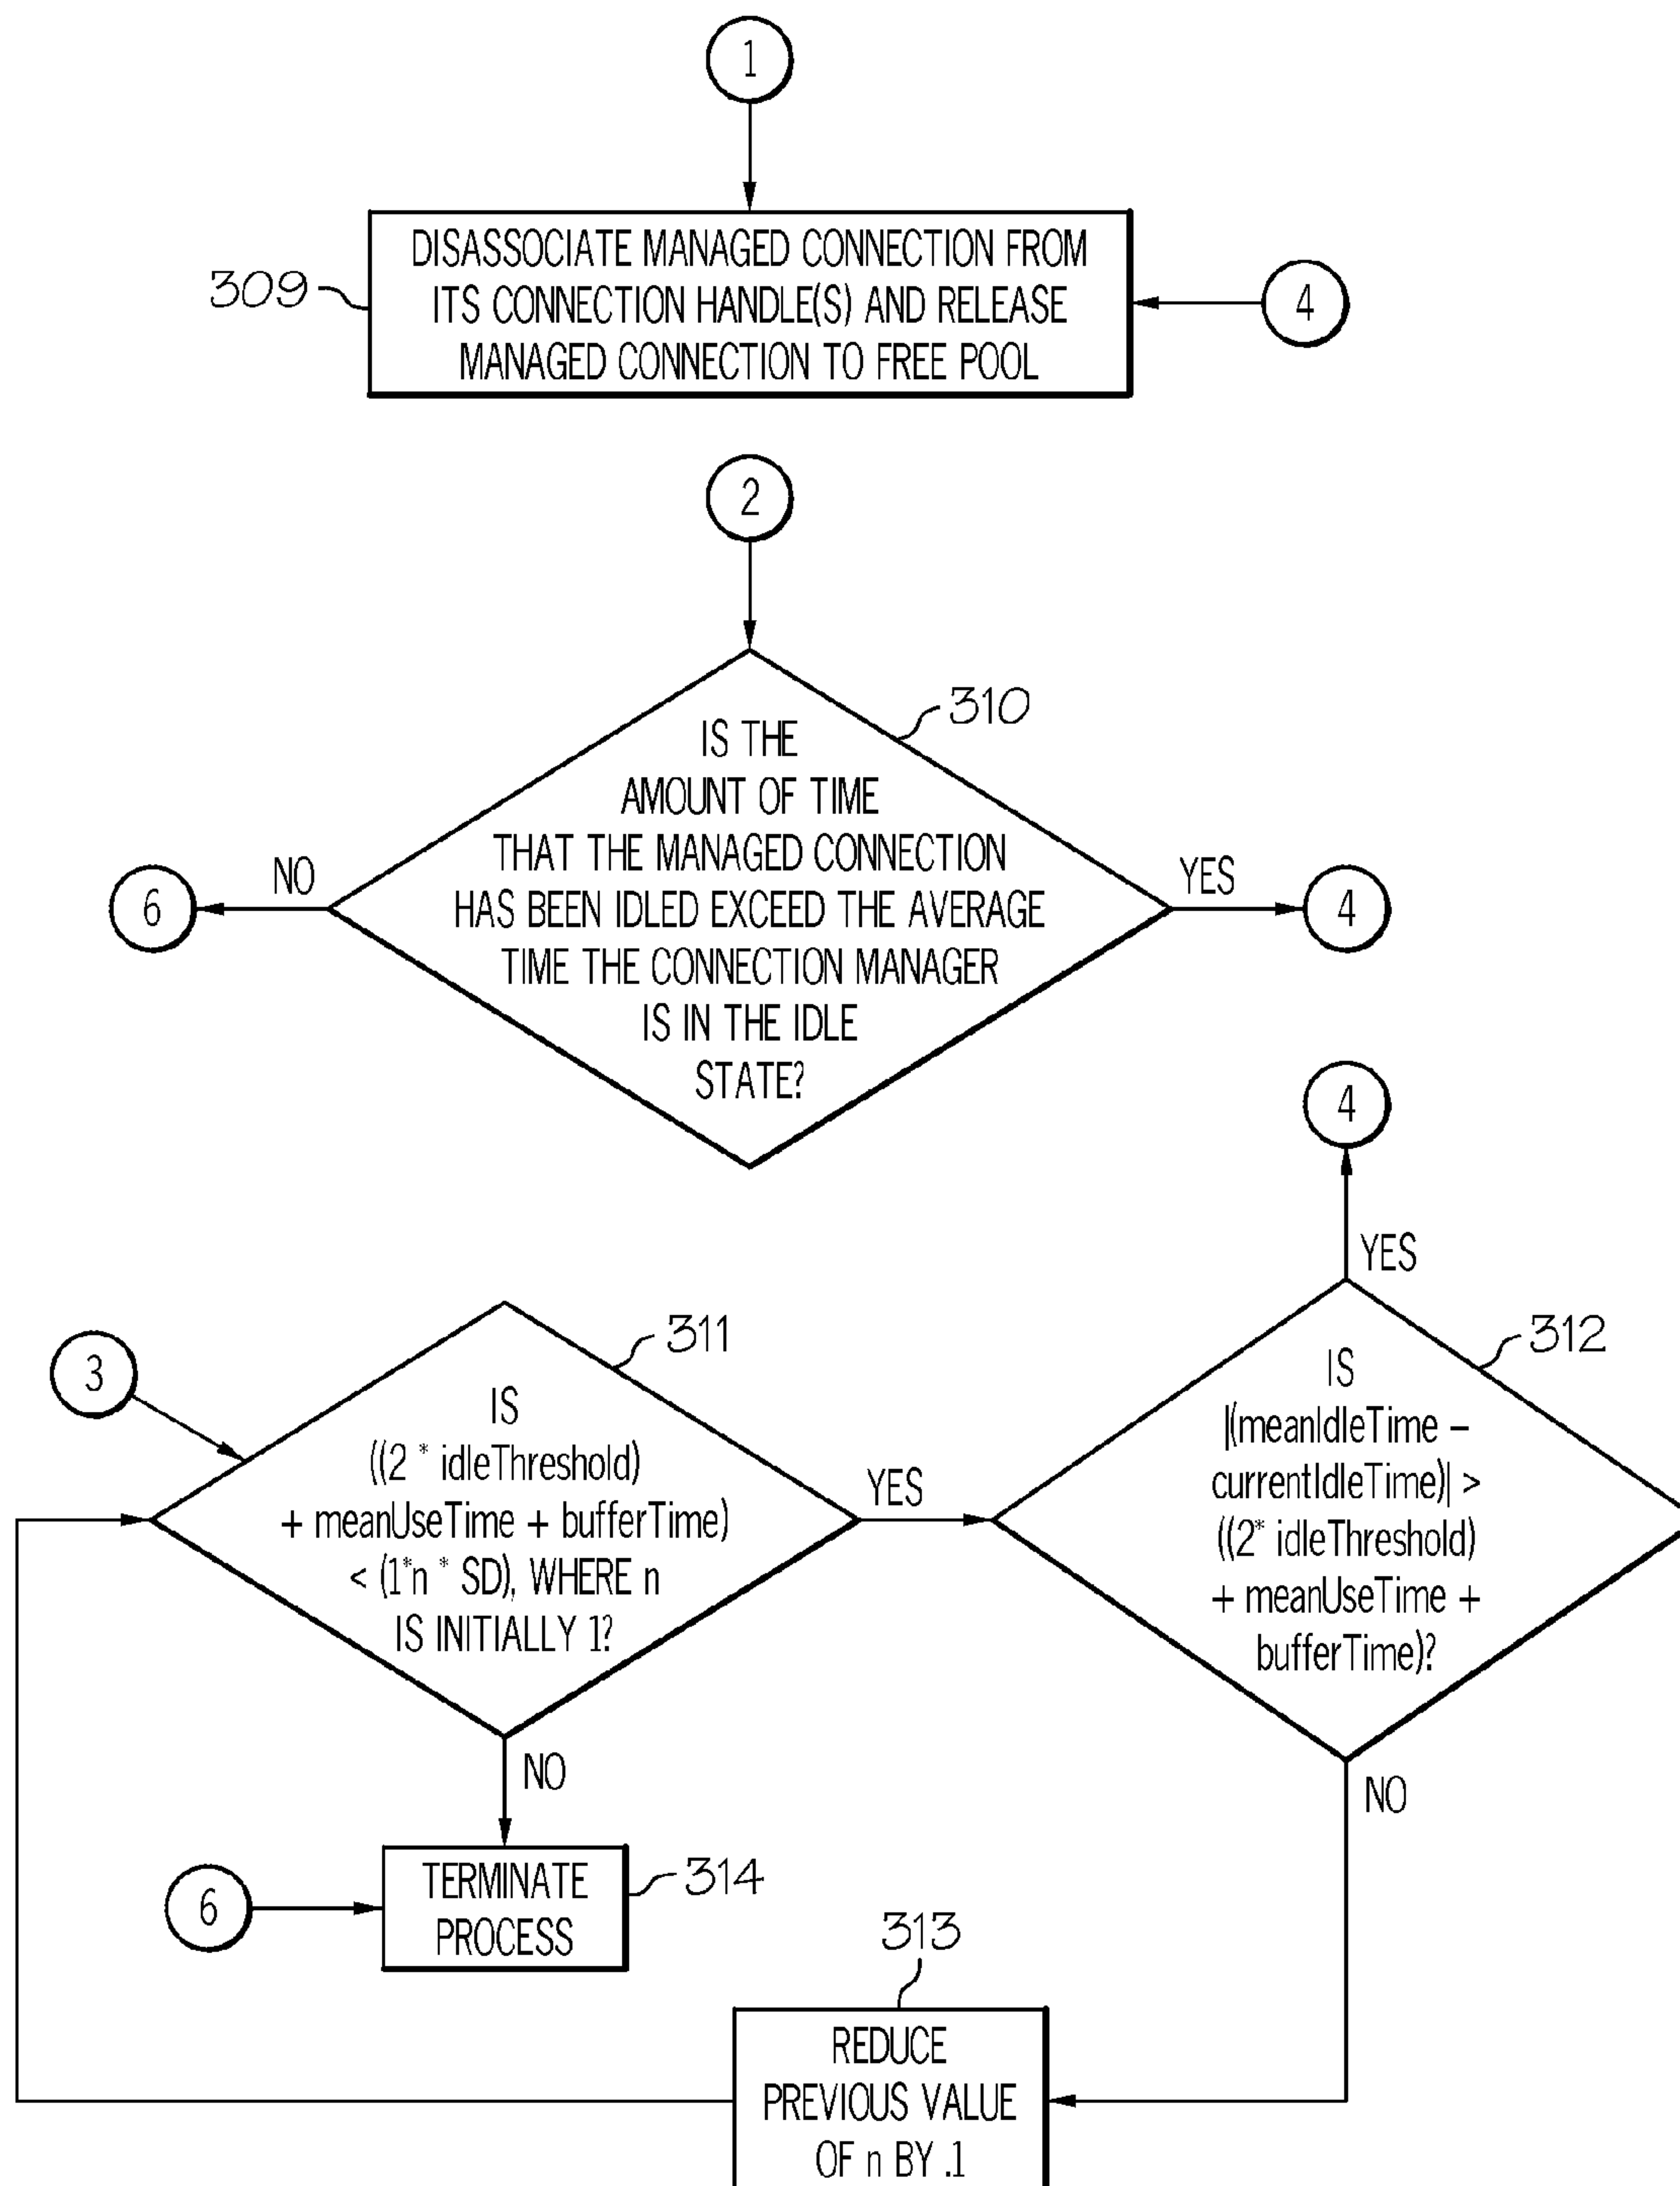 1
DISASSOCIATE MANAGED CONNECTION FROM
ITS CONNECTION HANDLE(S) AND RELEASE
MANAGED CONNECTION TO FREE POOL
309
4
2
310
IS THE
AMOUNT OF TIME
THAT THE MANAGED CONNECTION
HAS BEEN IDLED EXCEED THE AVERAGE
TIME THE CONNECTION MANAGER
IS IN THE IDLE
STATE?
NO
6
YES
4
4
YES
3
311
IS
((2 * idleThreshold)
+ meanUseTime + bufferTime)
< (1*n * SD), WHERE n
IS INITIALLY 1?
YES
312
IS
|(meanIdleTime –
currentIdleTime)| >
((2* idleThreshold)
+ meanUseTime +
bufferTime)?
NO
NO
6
TERMINATE
PROCESS
314
313
REDUCE
PREVIOUS VALUE
OF n BY .1